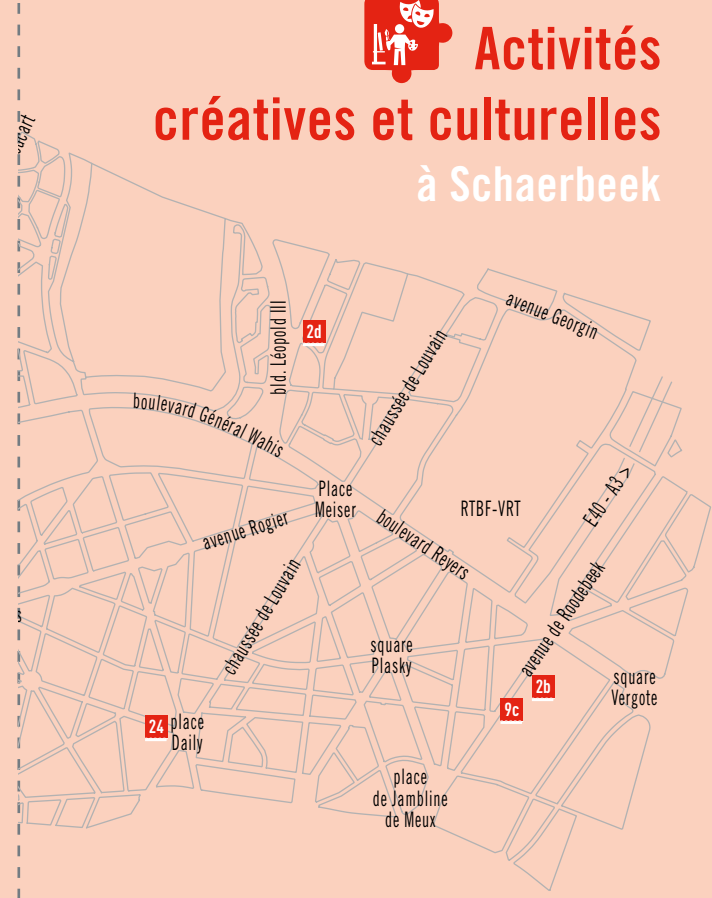 Activités
créatives et culturelles
à Schaerbeek
avenue Georgin
2d
bld. Léopold III
chaussée de Louvain
boulevard Général Wahis
Place
Meiser
RTBF-VRT
E40 - A3 >
avenue Rogier
boulevard Reyers
chaussée de Louvain
avenue de Roodebeek
square
Plasky
2b
square
Vergote
9c
24
place
Daily
place
de Jambline
de Meux